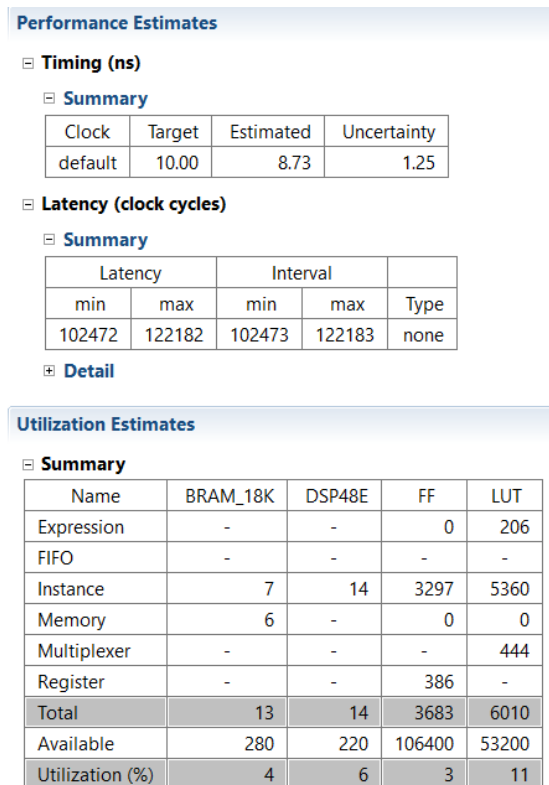 Performance Estimates
Timing (ns)
Summary
Clock Target Estimated Uncertainty
default 10.00 8.73 1.25
Latency (clock cycles)
Summary
Latency Interval
min max min max Type
102472 122182 102473 122183 none
Detail
Utilization Estimates
Summary
Name BRAM_18K DSP48E FF LUT
Expression - - 0 206
FIFO - - - -
Instance 7 14 3297 5360
Memory 6 - 0 0
Multiplexer - - - 444
Register - - 386 -
Total 13 14 3683 6010
Available 280 220 106400 53200
Utilization (%) 4 6 3 11